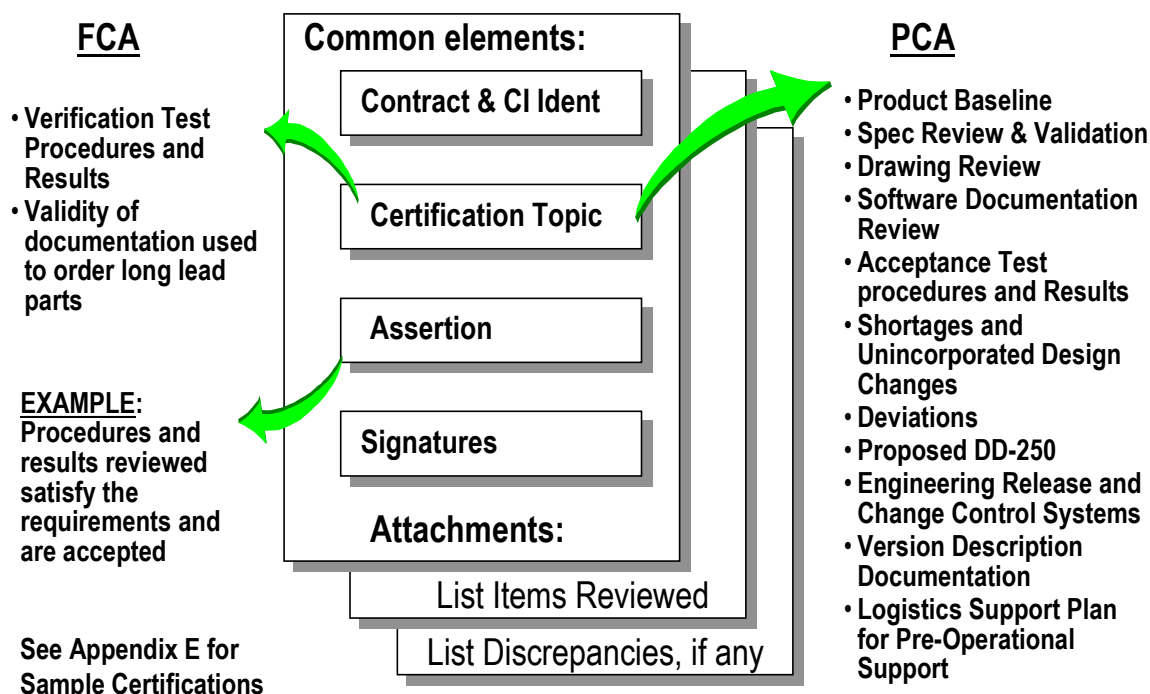 FCA
• Verification Test
Procedures and
Results
• Validity of
documentation used
to order long lead
parts
EXAMPLE:
Procedures and
results reviewed
satisfy the
requirements and
are accepted
See Appendix E for
Sample Certifications
Common elements:
Contract & CI Ident
Certification Topic
Assertion
Signatures
Attachments:
List Items Reviewed
List Discrepancies, if any
PCA
• Product Baseline
• Spec Review & Validation
• Drawing Review
• Software Documentation
Review
• Acceptance Test
procedures and Results
• Shortages and
Unincorporated Design
Changes
• Deviations
• Proposed DD-250
• Engineering Release and
Change Control Systems
• Version Description
Documentation
• Logistics Support Plan
for Pre-Operational
Support